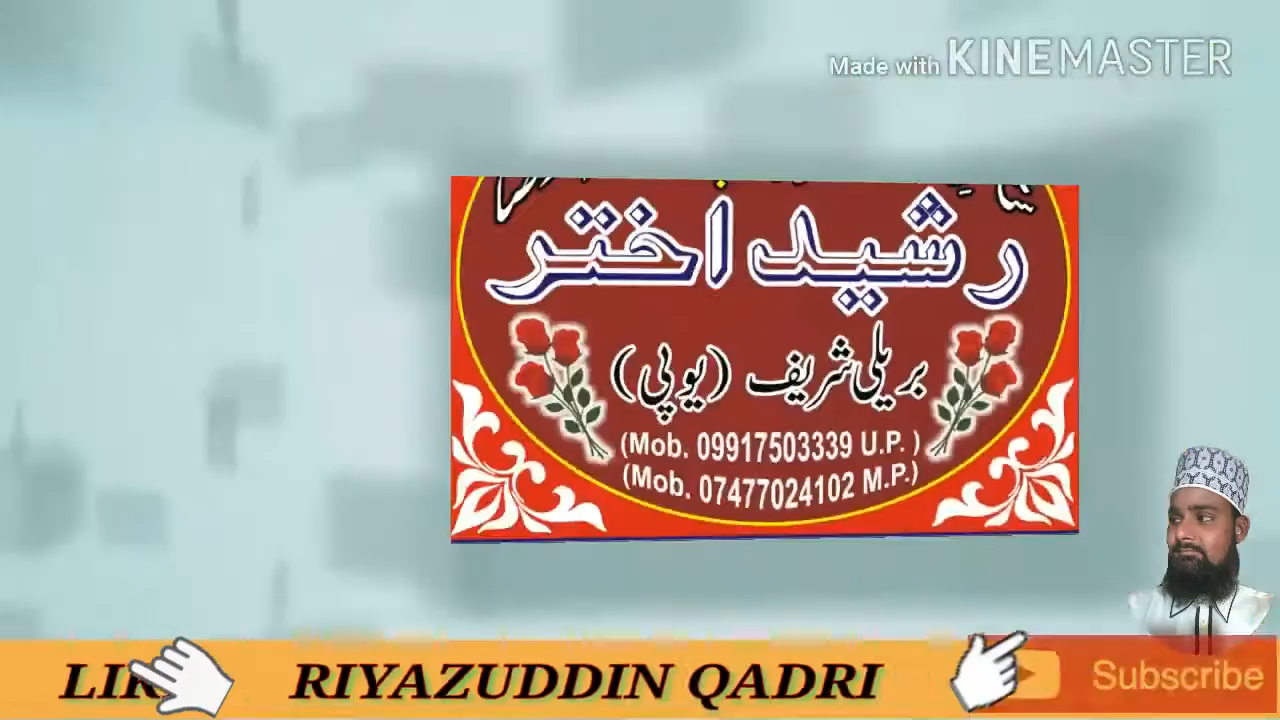 Made with KINEMASTER
رشید اختر
بریلی شریف (یوپی)
(Mob. 09917503339 U.P. )
(Mob. 07477024102 M.P.)
RIYAZUDDIN QADRI
Subscribe